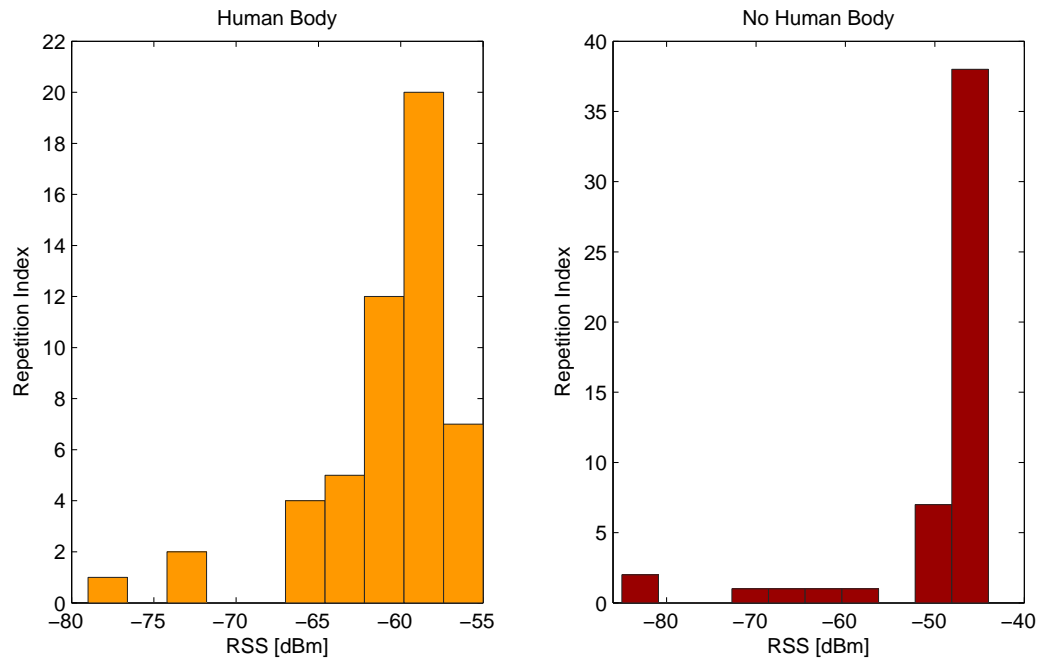 Human Body
22
20
18
16
14
12
10
8
6
4
2
0
Repetition Index
−80 −75 −70 −65 −60 −55
RSS [dBm]
No Human Body
40
35
30
25
20
15
10
5
0
Repetition Index
−80 −70 −60 −50 −40
RSS [dBm]